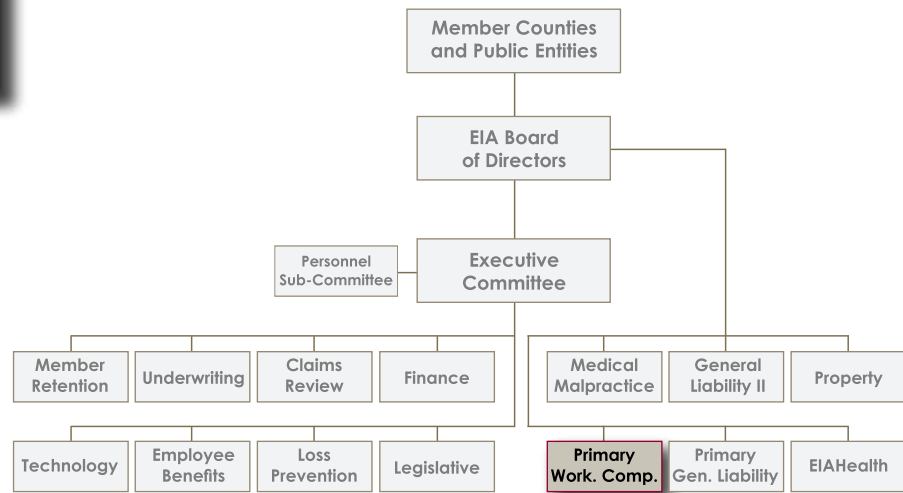 Member Counties
and Public Entities
EIA Board
of Directors
Personnel
Sub-Committee
Executive
Committee
Member
Retention
Underwriting
Claims
Review
Finance
Medical
Malpractice
General
Liability II
Property
Technology
Employee
Benefits
Loss
Prevention
Legislative
Primary
Work. Comp.
Primary
Gen. Liability
EIAHealth